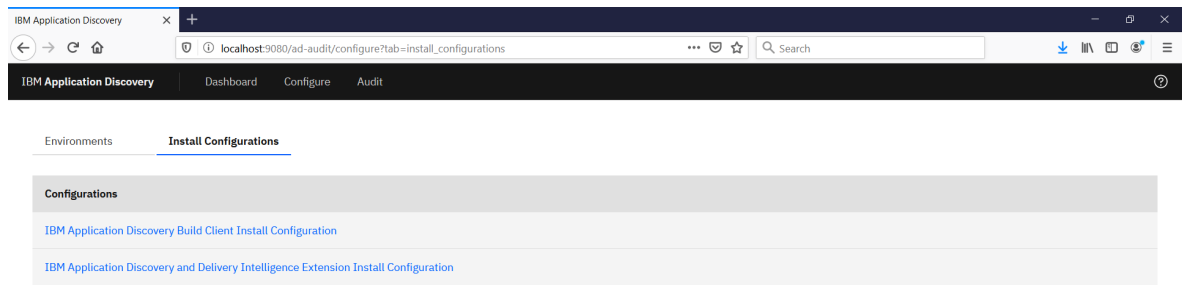 IBM Application Discovery
localhost:9080/ad-audit/configure?tab=install_configurations
Search
IBM Application Discovery
Dashboard
Configure
Audit
Environments
Install Configurations
Configurations
IBM Application Discovery Build Client Install Configuration
IBM Application Discovery and Delivery Intelligence Extension Install Configuration